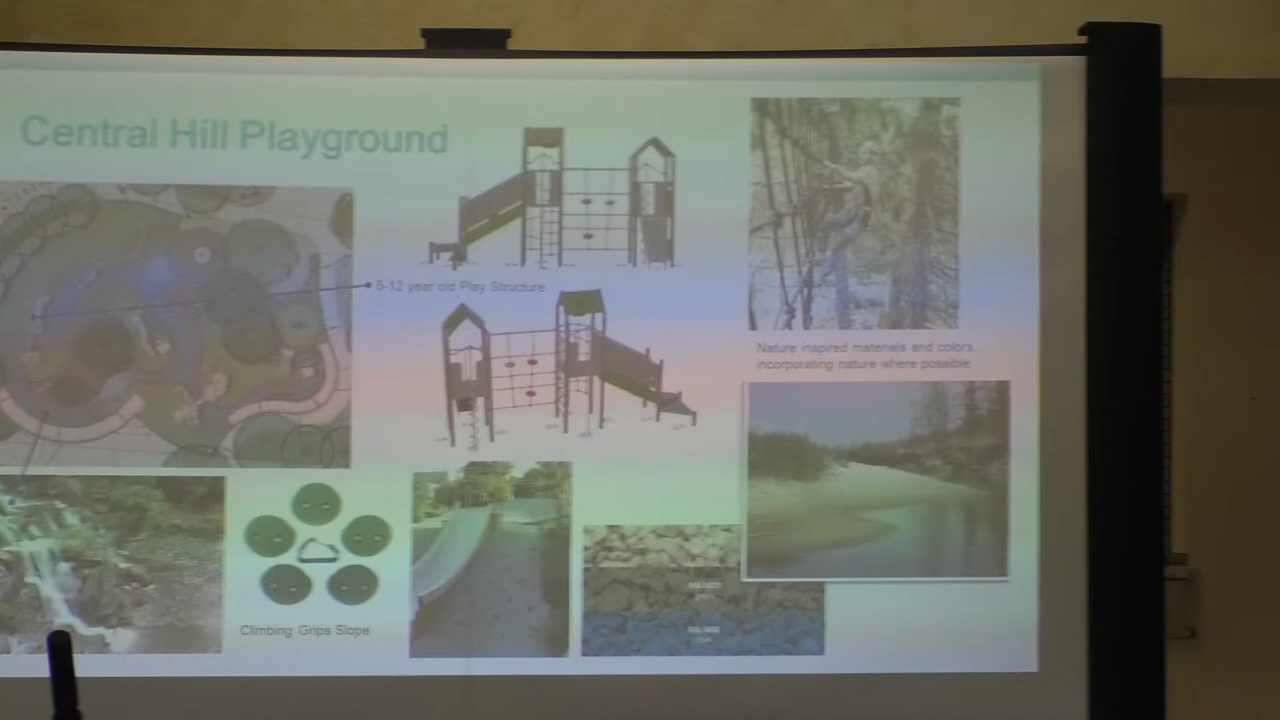 Central Hill Playground
5-12 year old Play Structure
Nature inspired materials and colors,
incorporating nature where possible
Climbing Grips Slope